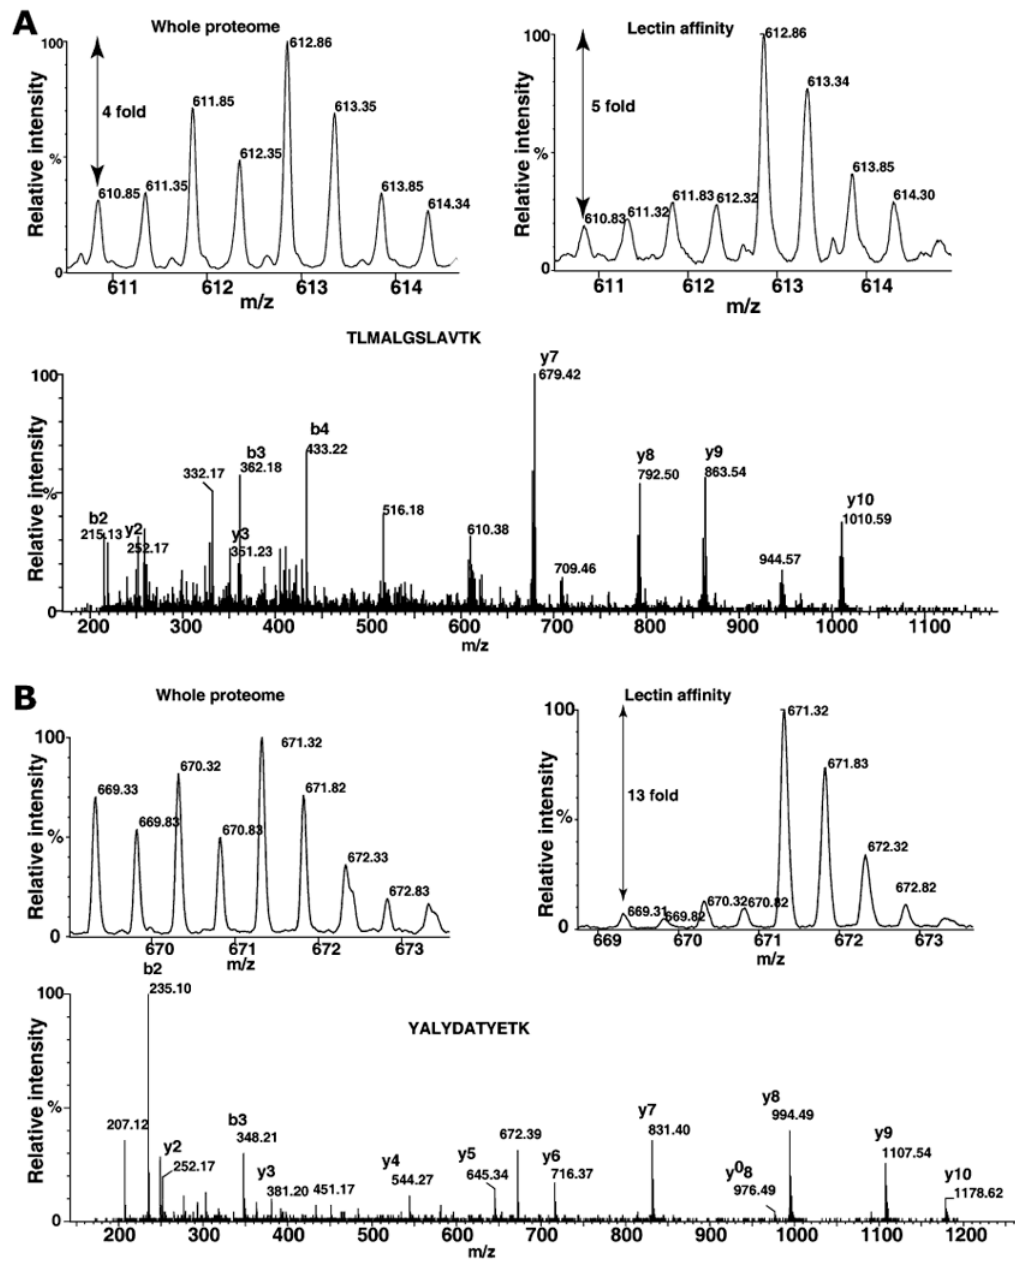 A
Whole proteome
Relative intensity
100
%
0
4 fold
610.85
611.35
611.85
612.35
612.86
613.35
613.85
614.34
611 612 613 614
m/z
Lectin affinity
Relative intensity
100
%
0
5 fold
610.83
611.32
611.83
612.32
612.86
613.34
613.85
614.30
611 612 613 614
m/z
TLMALGSLAVTK
Relative intensity
100
%
0
b2
215.13
y2
252.17
332.17
y3
351.23
b3
362.18
b4
433.22
516.18
610.38
y7
679.42
709.46
y8
792.50
y9
863.54
944.57
y10
1010.59
200 300 400 500 600 700 800 900 1000 1100
m/z
B
Whole proteome
Relative intensity
100
%
0
669.33
669.83
670.32
670.83
671.32
671.82
672.33
672.83
670 671 672 673
m/z
Lectin affinity
Relative intensity
100
%
0
13 fold
669.31
669.82
670.32
670.82
671.32
671.83
672.32
672.82
669 670 671 672 673
m/z
YALYDATYETK
Relative intensity
100
%
0
207.12
b2
235.10
y2
252.17
b3
348.21
y3
381.20
451.17
y4
544.27
y5
645.34
672.39
y6
716.37
y7
831.40
y⁰8
976.49
y8
994.49
y9
1107.54
y10
1178.62
200 300 400 500 600 700 800 900 1000 1100 1200
m/z